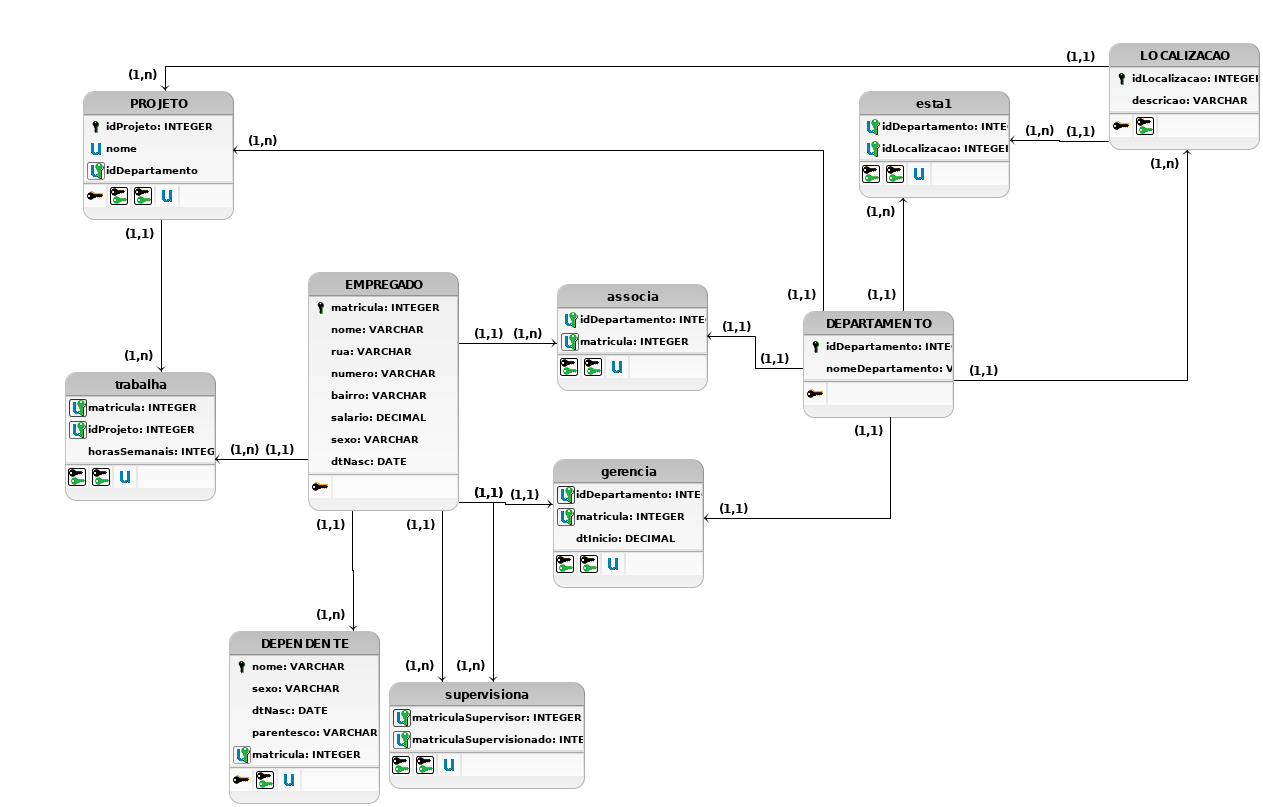 (1,1)
LOCALIZACAO
idLocalizacao: INTEGE
descricao: VARCHAR
(1,n)
PROJETO
idProjeto: INTEGER
nome
idDepartamento
u
(1,n)
esta1
idDepartamento: INTE
idLocalizacao: INTEGE
u
(1,n)
(1,1)
(1,n)
(1,n)
(1,1)
(1,1)
(1,1)
EMPREGADO
matricula: INTEGER
nome: VARCHAR
rua: VARCHAR
numero: VARCHAR
bairro: VARCHAR
salario: DECIMAL
sexo: VARCHAR
dtNasc: DATE
associa
idDepartamento: INTE
matricula: INTEGER
u
(1,1)
(1,n)
(1,1)
(1,1)
DEPARTAMENTO
idDepartamento: INTE
nomeDepartamento: V
(1,1)
(1,n)
trabalha
matricula: INTEGER
idProjeto: INTEGER
horasSemanais: INTEG
u
(1,n)
(1,1)
(1,1)
gerencia
idDepartamento: INTE
matricula: INTEGER
dtInicio: DECIMAL
u
(1,1)
(1,1)
(1,1)
(1,1)
(1,1)
(1,n)
DEPENDENTE
nome: VARCHAR
sexo: VARCHAR
dtNasc: DATE
parentesco: VARCHAR
matricula: INTEGER
u
(1,n)
(1,n)
supervisiona
matriculaSupervisor: INTEGER
matriculaSupervisionado: INTE
u